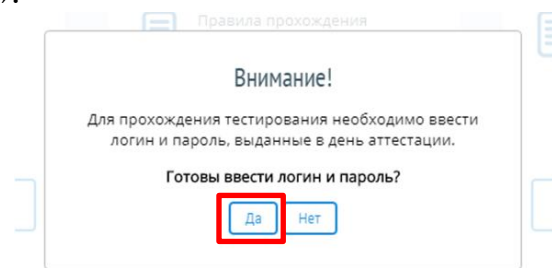 Правила прохождения
Внимание!
Для прохождения тестирования необходимо ввести
логин и пароль, выданные в день аттестации.
Готовы ввести логин и пароль?
Да Нет